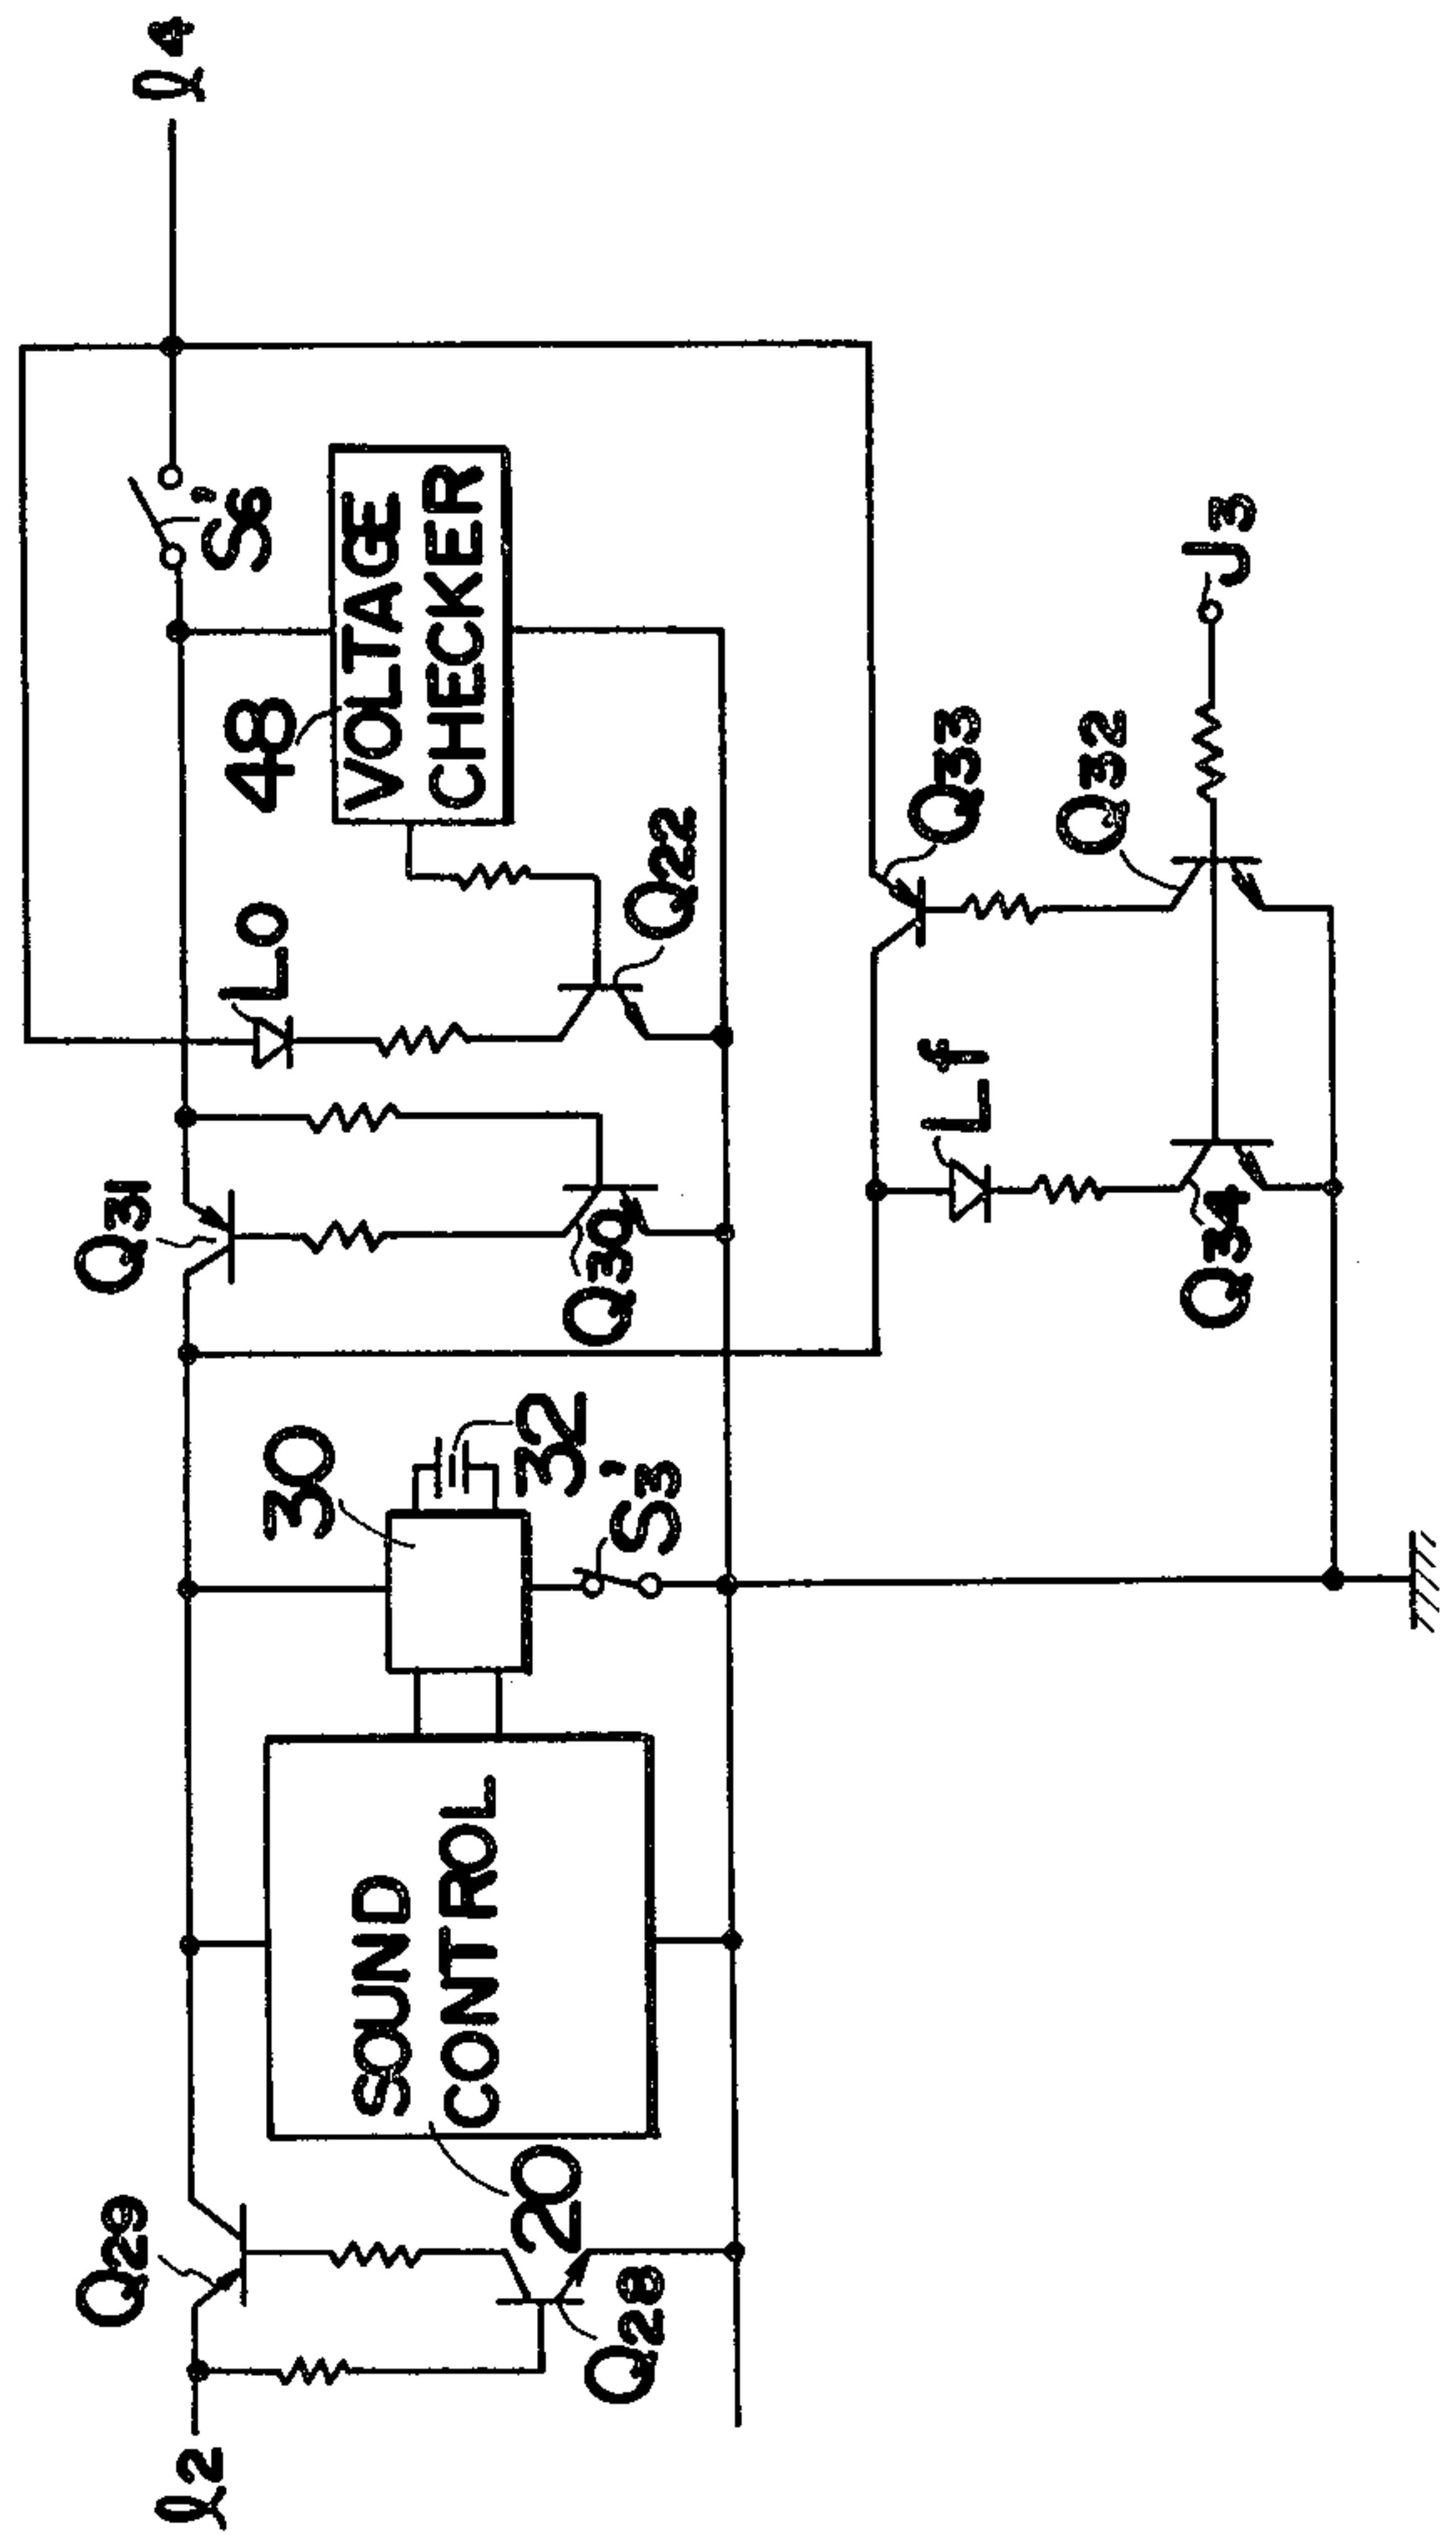 ℓ2
Q29
Q28
20
SOUND
CONTROL
30
32
S3'
Q31
Q30
L0
Q22
48
VOLTAGE
CHECKER
S6'
ℓ4
Lf
Q34
Q33
Q32
J3